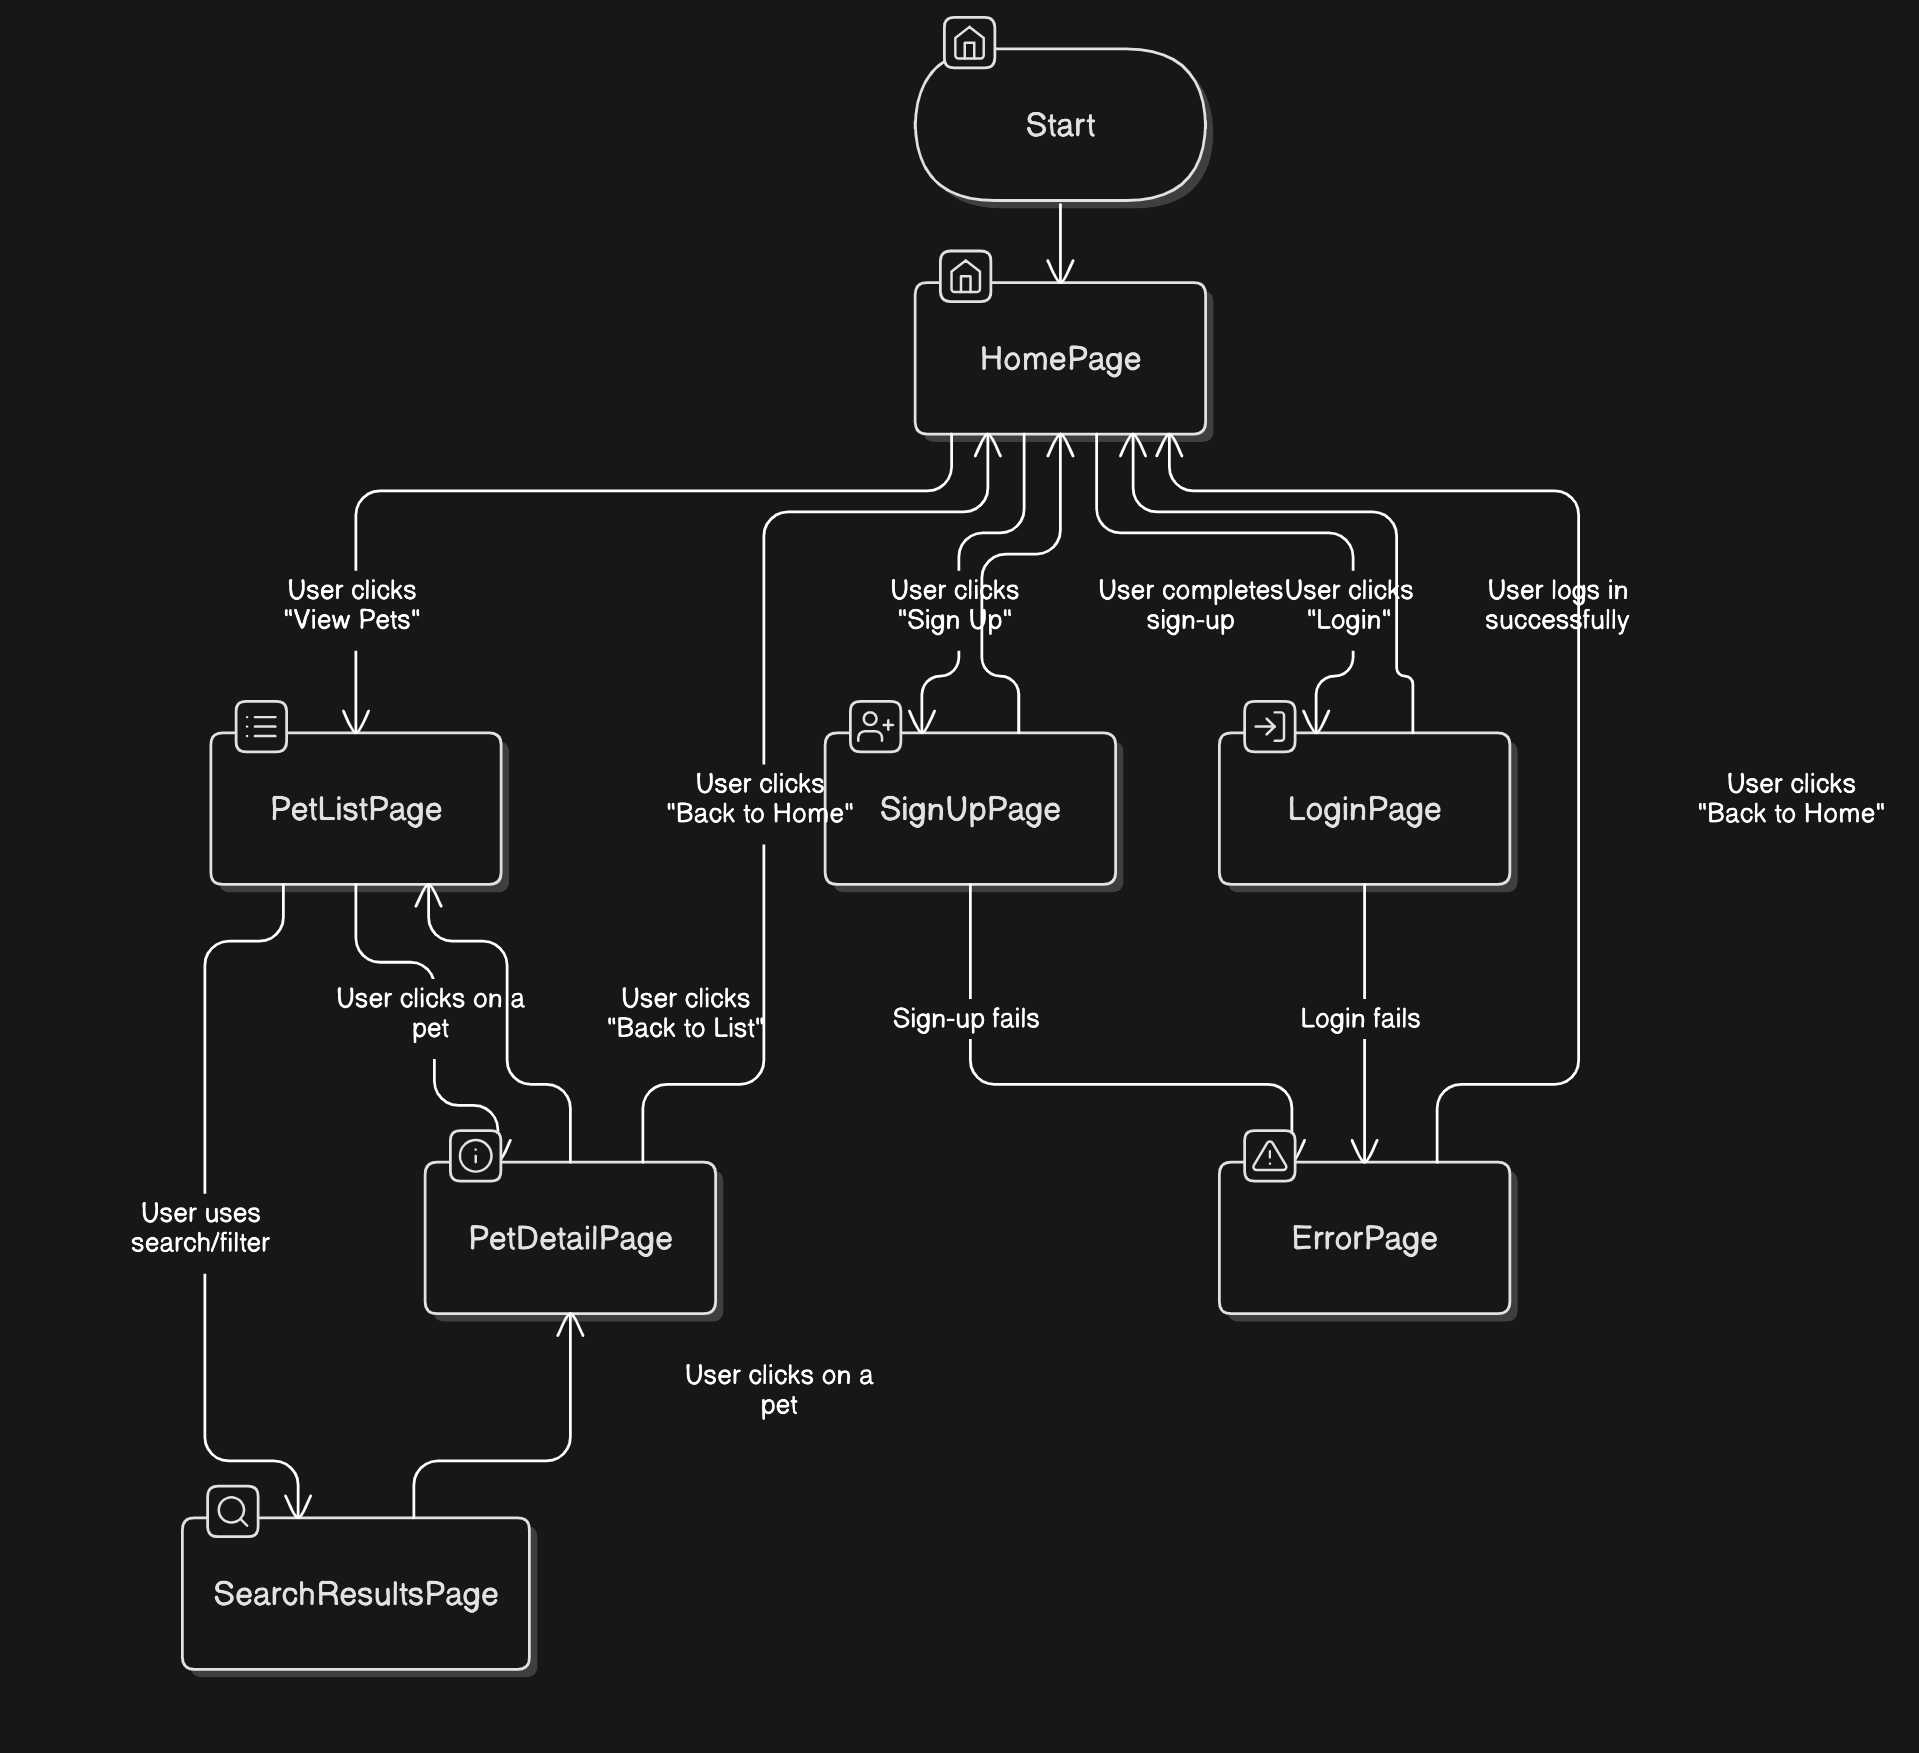 Start
HomePage
User clicks
"View Pets"
User clicks
"Sign Up"
User completes
sign-up
User clicks
"Login"
User logs in
successfully
PetListPage
User clicks
"Back to Home"
SignUpPage
LoginPage
User clicks
"Back to Home"
User clicks on a
pet
User clicks
"Back to List"
Sign-up fails
Login fails
User uses
search/filter
PetDetailPage
ErrorPage
User clicks on a
pet
SearchResultsPage